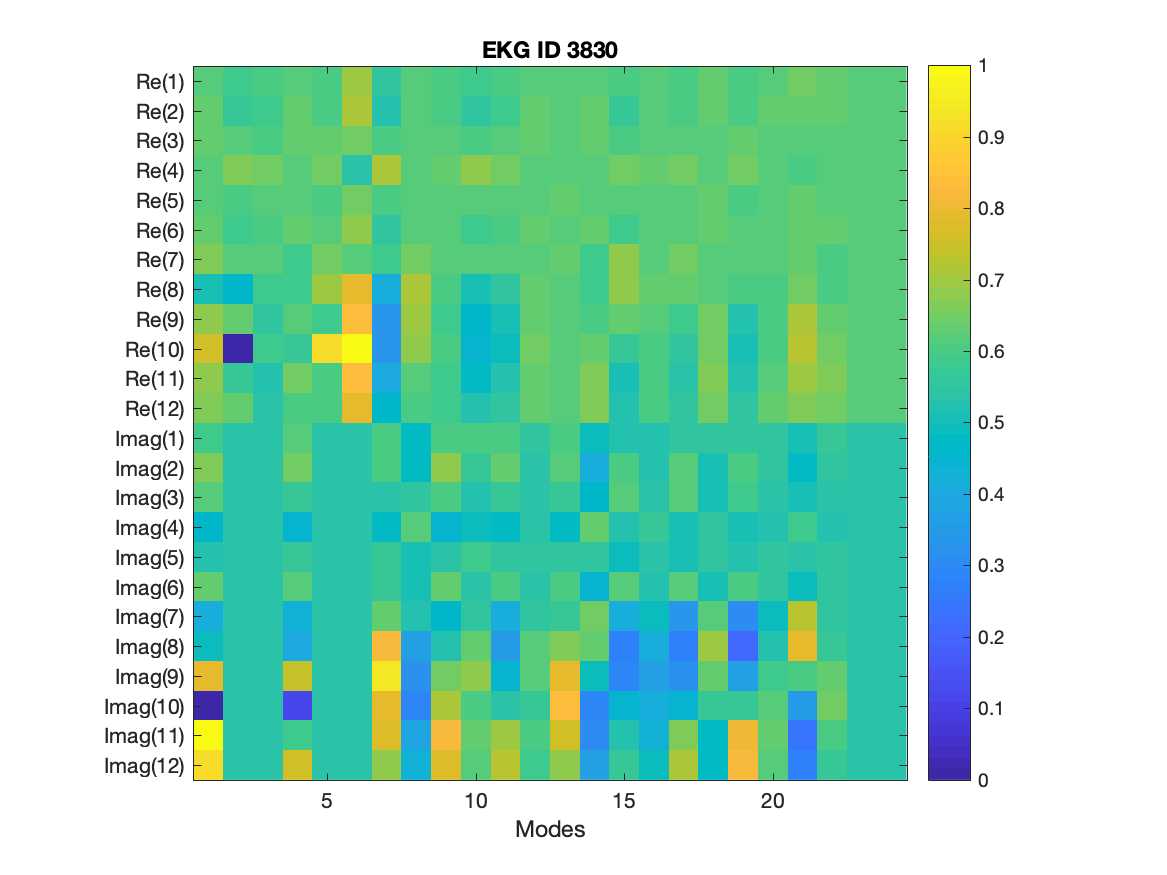 EKG ID 3830
Re(1)
Re(2)
Re(3)
Re(4)
Re(5)
Re(6)
Re(7)
Re(8)
Re(9)
Re(10)
Re(11)
Re(12)
Imag(1)
Imag(2)
Imag(3)
Imag(4)
Imag(5)
Imag(6)
Imag(7)
Imag(8)
Imag(9)
Imag(10)
Imag(11)
Imag(12)
5 10 15 20
Modes
1
0.9
0.8
0.7
0.6
0.5
0.4
0.3
0.2
0.1
0